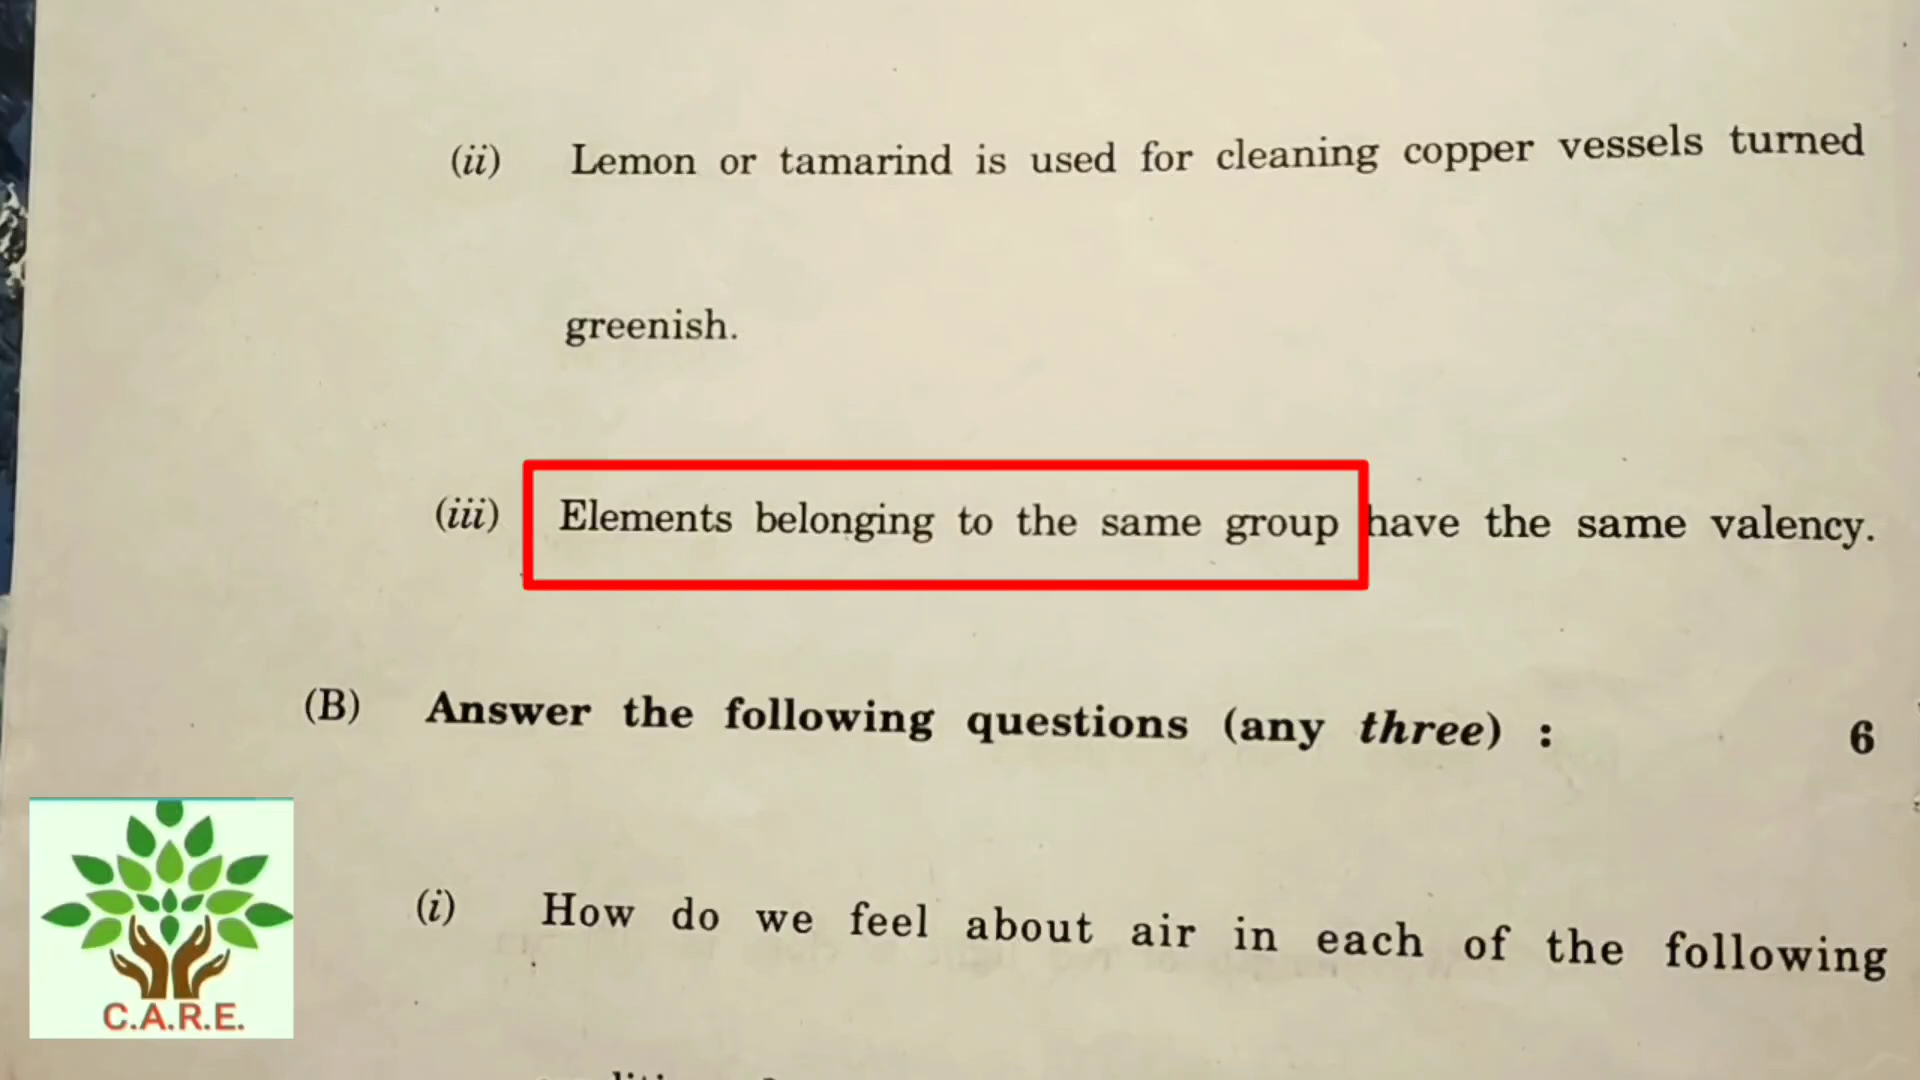 (ii) Lemon or tamarind is used for cleaning copper vessels turned
greenish.
(iii) Elements belonging to the same group have the same valency.
(B) Answer the following questions (any three) : 6
(i) How do we feel about air in each of the following
C.A.R.E.